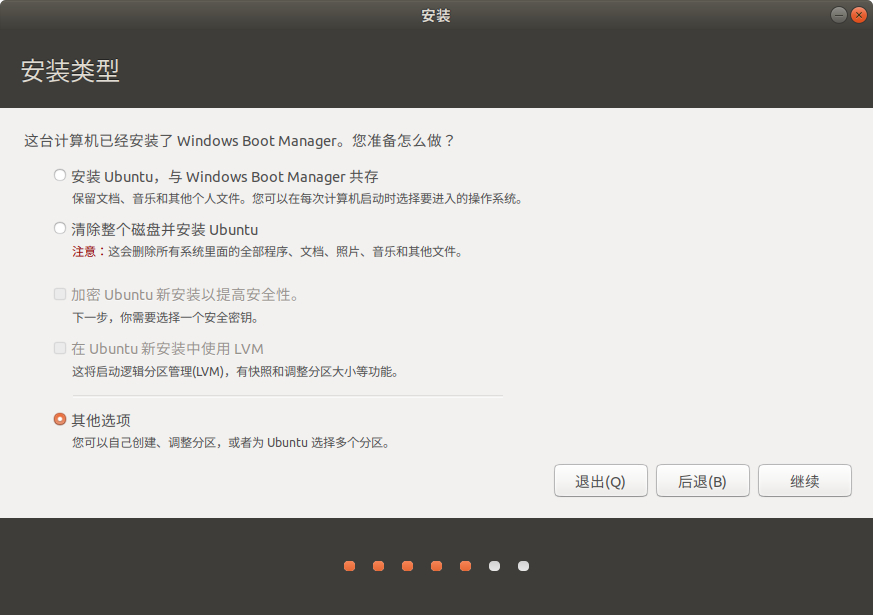 安装
安装类型
这台计算机已经安装了 Windows Boot Manager。您准备怎么做？
安装 Ubuntu，与 Windows Boot Manager 共存
保留文档、音乐和其他个人文件。您可以在每次计算机启动时选择要进入的操作系统。
清除整个磁盘并安装 Ubuntu
注意：这会删除所有系统里面的全部程序、文档、照片、音乐和其他文件。
加密 Ubuntu 新安装以提高安全性。
下一步，你需要选择一个安全密钥。
在 Ubuntu 新安装中使用 LVM
这将启动逻辑分区管理(LVM)，有快照和调整分区大小等功能。
其他选项
您可以自己创建、调整分区，或者为 Ubuntu 选择多个分区。
退出(Q) 后退(B) 继续